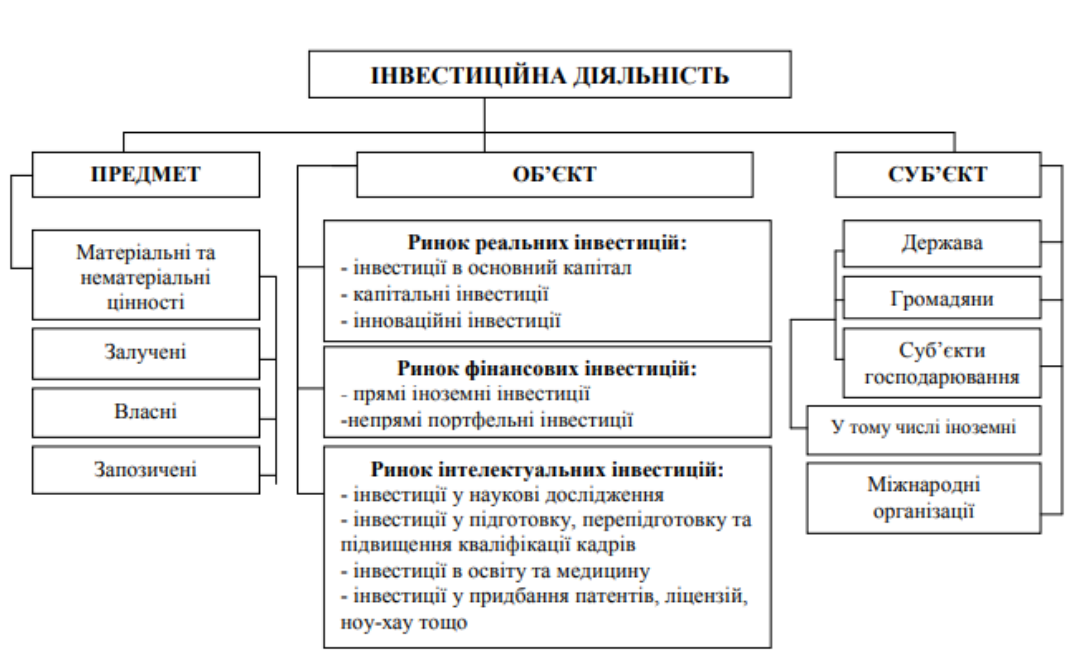 ІНВЕСТИЦІЙНА ДІЯЛЬНІСТЬ
ПРЕДМЕТ
Матеріальні та
нематеріальні
цінності
Залучені
Власні
Запозичені
ОБ’ЄКТ
Ринок реальних інвестицій:
- інвестиції в основний капітал
- капітальні інвестиції
- інноваційні інвестиції
Ринок фінансових інвестицій:
- прямі іноземні інвестиції
-непрямі портфельні інвестиції
Ринок інтелектуальних інвестицій:
- інвестиції у наукові дослідження
- інвестиції у підготовку, перепідготовку та
підвищення кваліфікації кадрів
- інвестиції в освіту та медицину
- інвестиції у придбання патентів, ліцензій,
ноу-хау тощо
СУБ’ЄКТ
Держава
Громадяни
Суб’єкти
господарювання
У тому числі іноземні
Міжнародні
організації